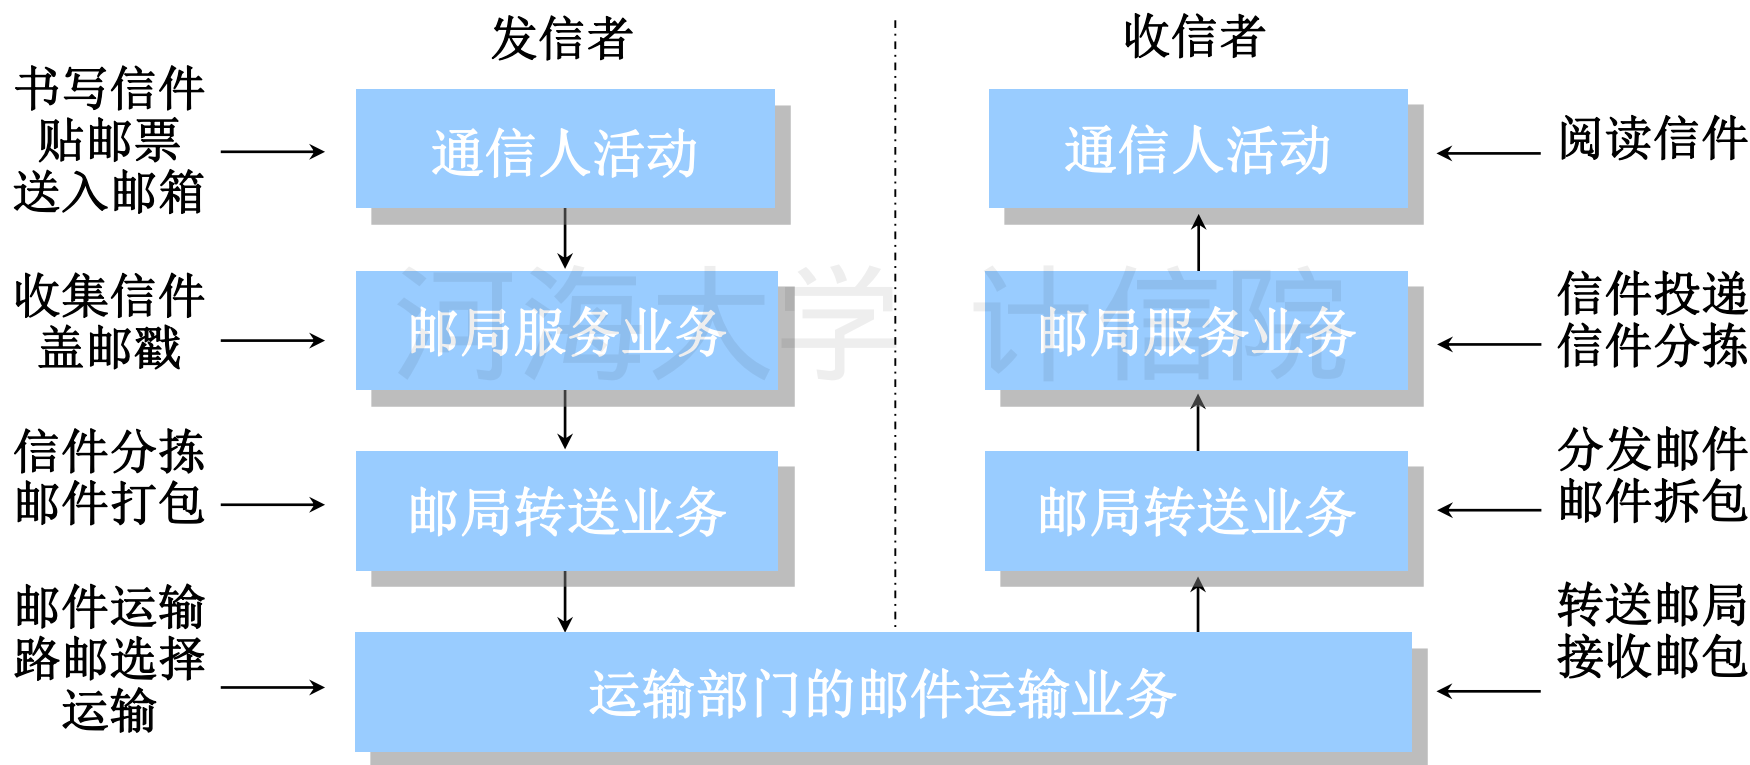 发信者
收信者
书写信件
贴邮票
送入邮箱
通信人活动
通信人活动
阅读信件
收集信件
盖邮戳
邮局服务业务
邮局服务业务
信件投递
信件分拣
河海大学 计信院
信件分拣
邮件打包
邮局转送业务
邮局转送业务
分发邮件
邮件拆包
邮件运输
路邮选择
运输
运输部门的邮件运输业务
转送邮局
接收邮包